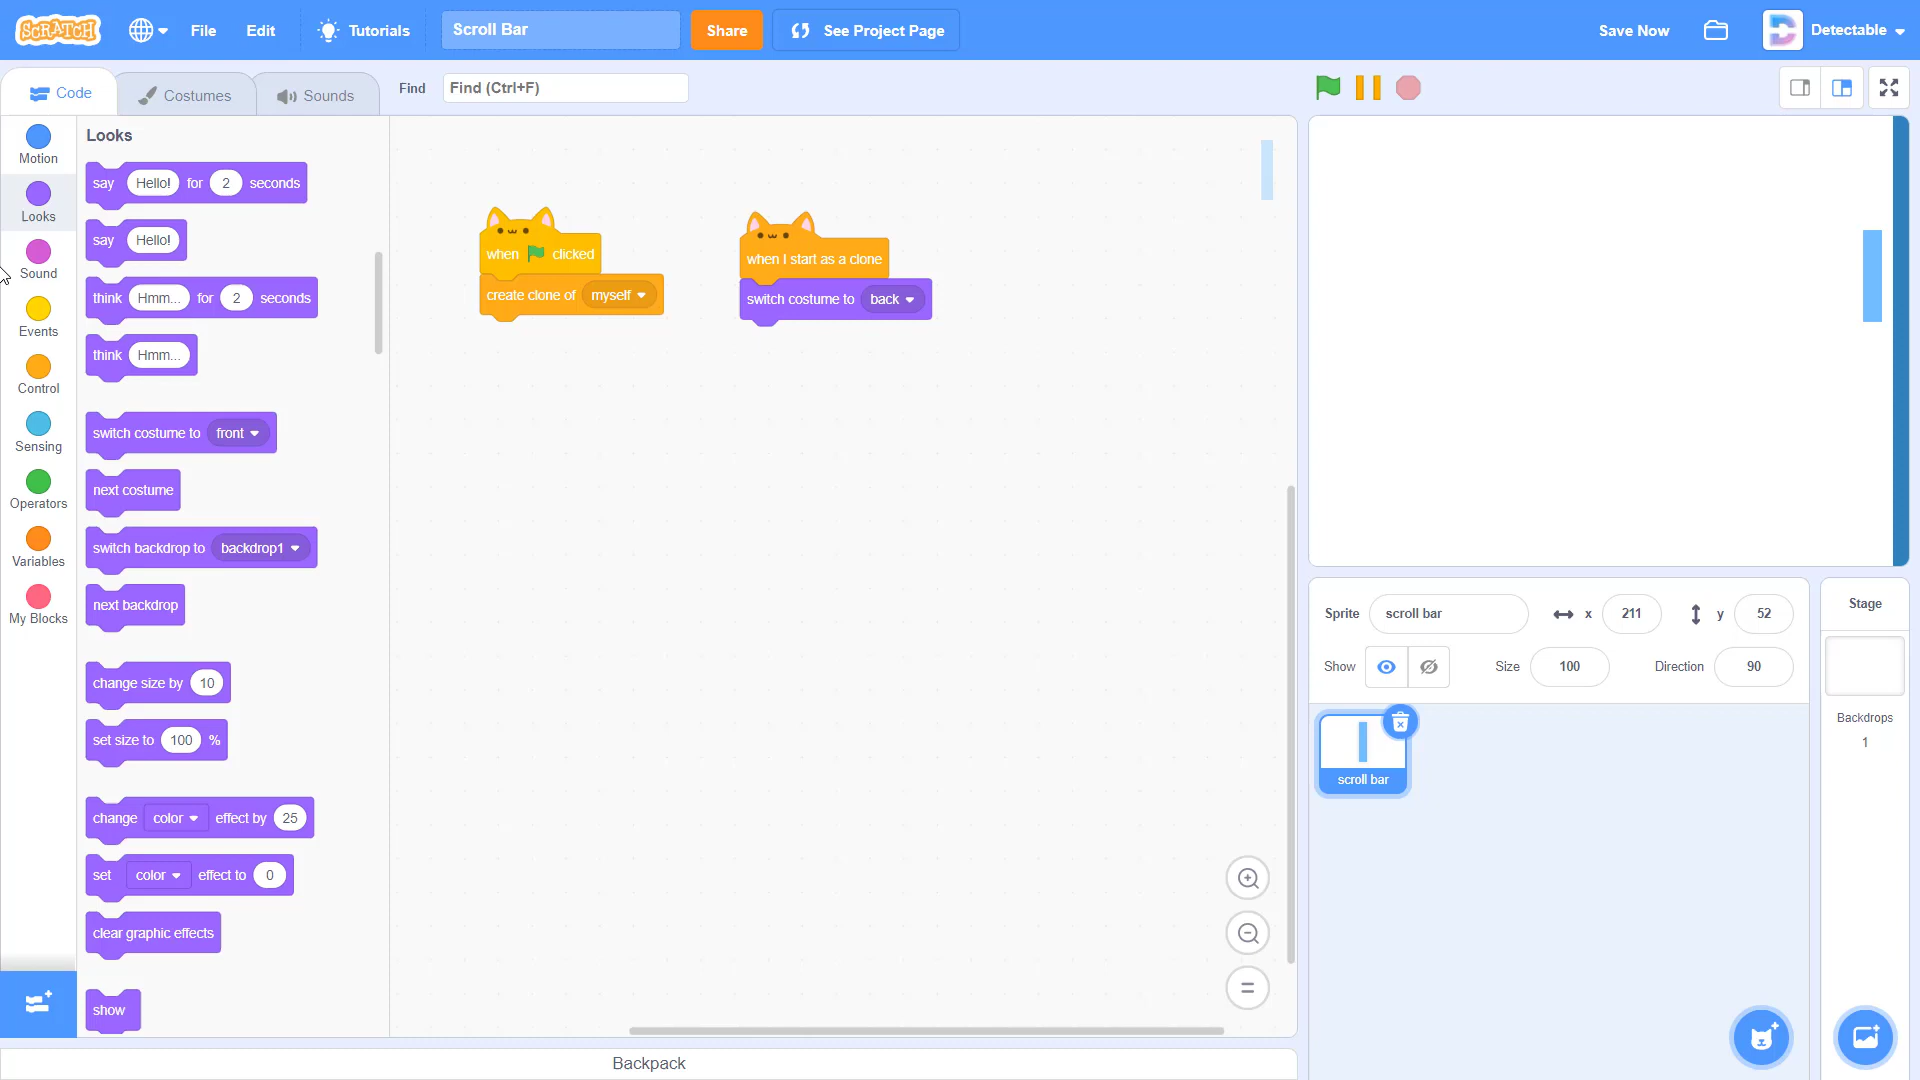 SCRATCH
File
Edit
Tutorials
Scroll Bar
Share
See Project Page
Save Now
Detectable
Code
Costumes
Sounds
Find
Find (Ctrl+F)
Motion
Looks
Sound
Events
Control
Sensing
Operators
Variables
My Blocks
Looks
say Hello! for 2 seconds
say Hello!
think Hmm... for 2 seconds
think Hmm...
switch costume to front
next costume
switch backdrop to backdrop1
next backdrop
change size by 10
set size to 100 %
change color effect by 25
set color effect to 0
clear graphic effects
show
when clicked
create clone of myself
when I start as a clone
switch costume to back
Backpack
Sprite scroll bar x 211 y 52
Show Size 100 Direction 90
scroll bar
Stage
Backdrops
1